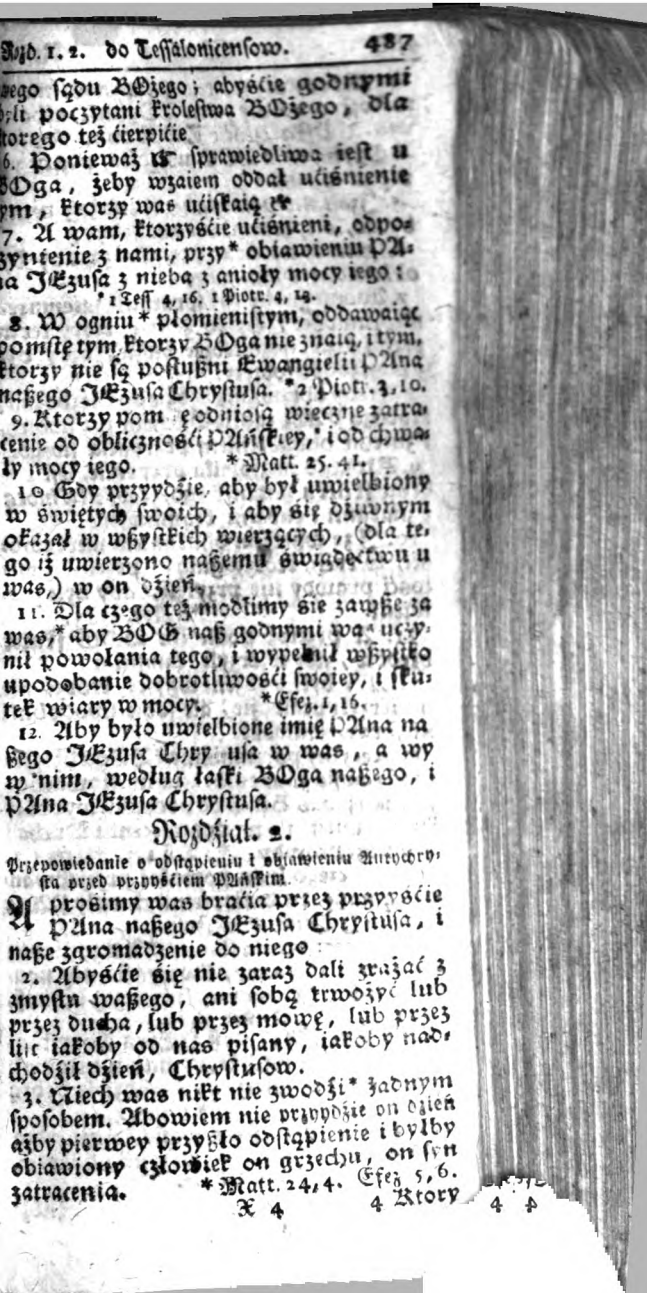 Rozd. 1. 2. do Tessalonicensow. 487
wego sądu BOżego; abyście godnymi
byli poczytani krolestwa BOżego, dla
ktorego też ćierpićie
6. Ponieważ sprawiedliwa iest u
BOga, żeby wzaiem oddał ućiśnienie
tym, ktorzy was ućiskaią
7. A wam, ktorzyśćie ućiśnieni, odpo-
czynienie z nami, przy* obiawieniu PA-
na JEzusa z nieba z anioły mocy iego:
* 1 Tess 4, 16. 1 Piotr. 4, 13.
8. W ogniu* płomienistym, oddawaiąc
pomstę tym, ktorzy BOga nie znaią, i tym,
ktorzy nie są posłuszni Ewangielii PAna
naszego JEzusa Chrystusa. *2 Piotr. 3, 10.
9. Ktorzy pom ę odniosą wieczne zatra-
cenie od obliczności PAńskiey, i od chwa-
ły mocy iego. * Matt. 25. 41.
10 Gdy przyydźie, aby był uwielbiony
w świętych swoich, i aby się dźiwnym
okazał w wszystkich wierzących, (dla te-
go iż uwierzono naszemu świadectwu u
was,) w on dźień,
11. Dla czego też modlimy sie zawsze za
was,* aby BOG nasz godnymi was uczy-
nił powołania tego, i wypełnił wszystko
upodobanie dobrotliwośći swoiey, i sku-
tek wiary w mocy. *Efez. 1, 16.
12. Aby było uwielbione imię PAna na
szego JEzusa Chry usa w was, a wy
w nim, według łaski BOga naszego, i
PAna JEzusa Chrystusa.
Rozdźiał. 2.
Przepowiedanie o odstąpieniu i obiawieniu Antychry-
sta przed przyyśćiem PAńskim.
A prosimy was braćia przez przyyśćie
PAna naszego JEzusa Chrystusa, i
nasze zgromadzenie do niego
2. Abyśćie się nie zaraz dali zrażać z
zmysłu waszego, ani sobą trwożyć lub
przez ducha, lub przez mowę, lub przez
list iakoby od nas pisany, iakoby nad-
chodźił dźień, Chrystusow.
3. Niech was nikt nie zwodźi* żadnym
sposobem. Abowiem nie przyydźie on dźień
ażby pierwey przyszło odstąpienie i byłby
obiawiony człowiek on grzechu, on syn
zatracenia. * Matt. 24, 4. Efez 5, 6.
X 4 4 Ktory